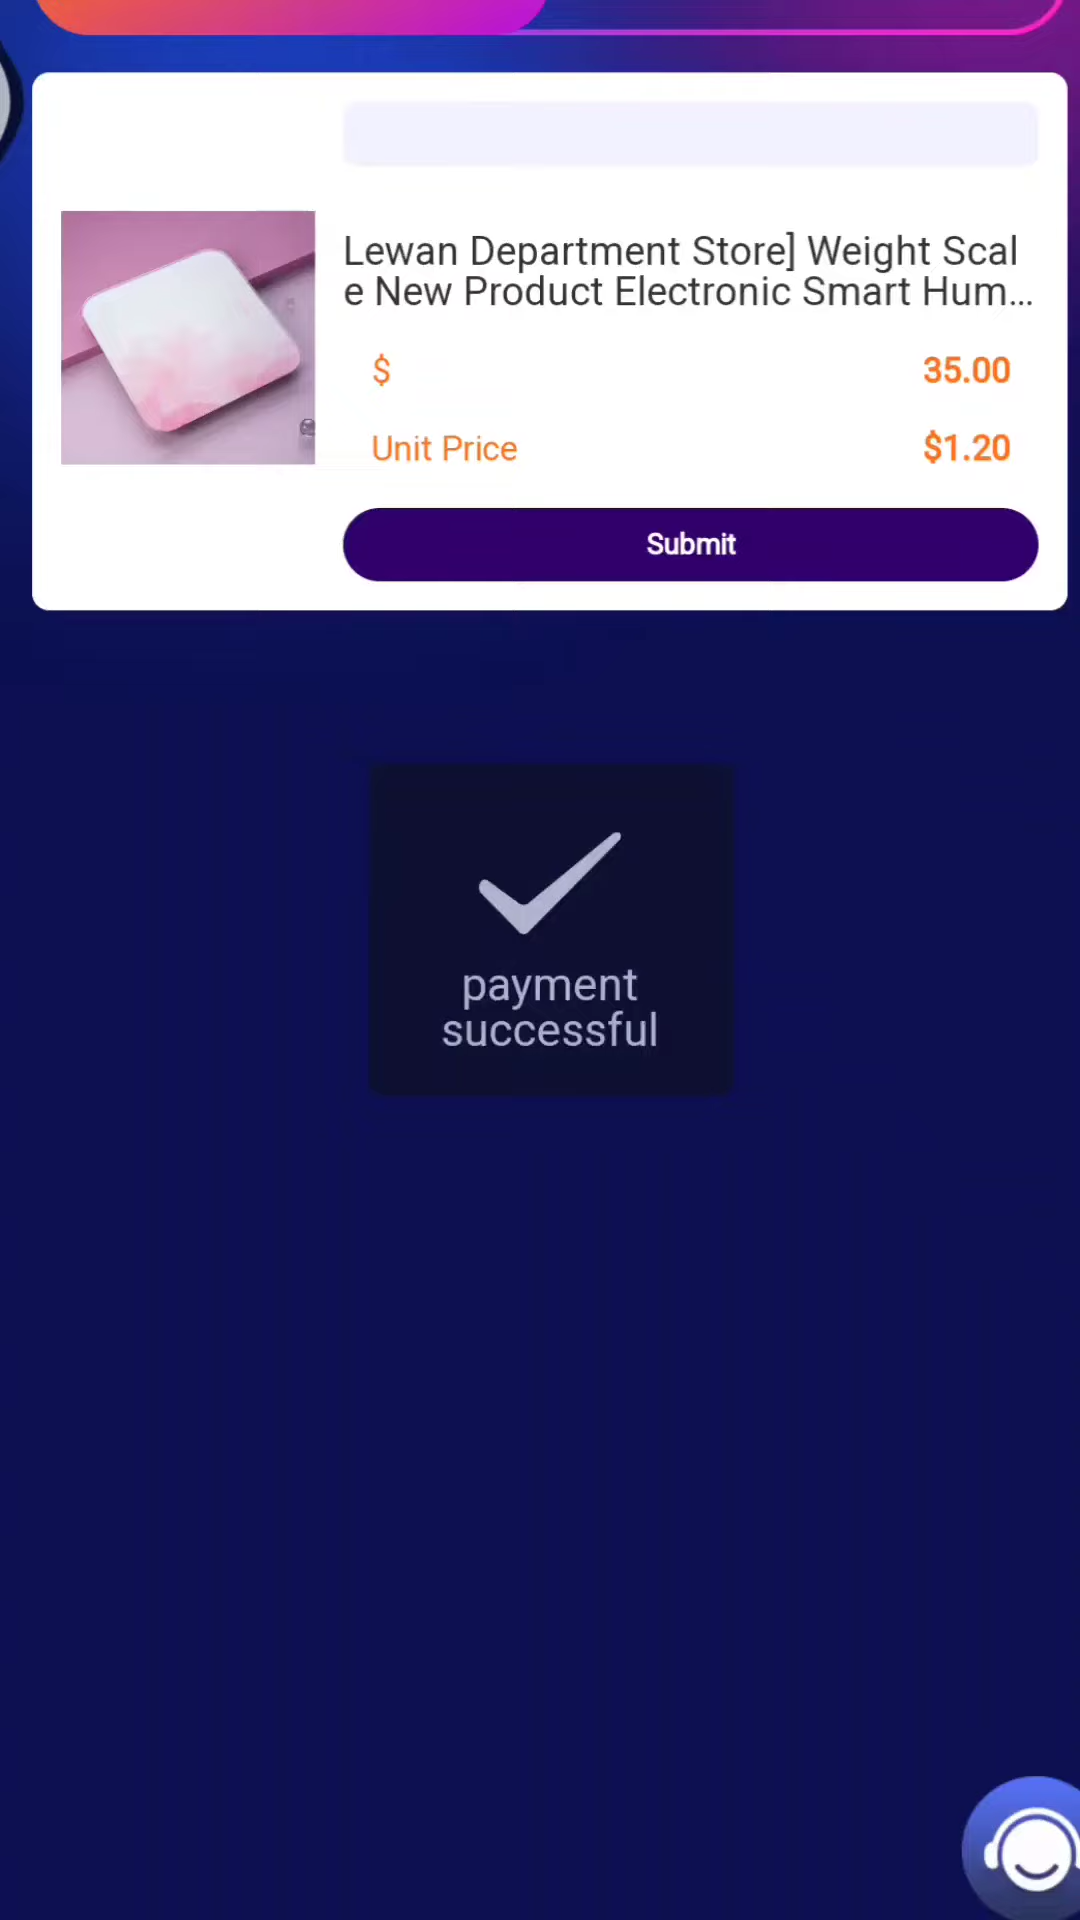 Lewan Department Store] Weight Scal
e New Product Electronic Smart Hum...
$ 35.00
Unit Price $1.20
Submit
payment
successful